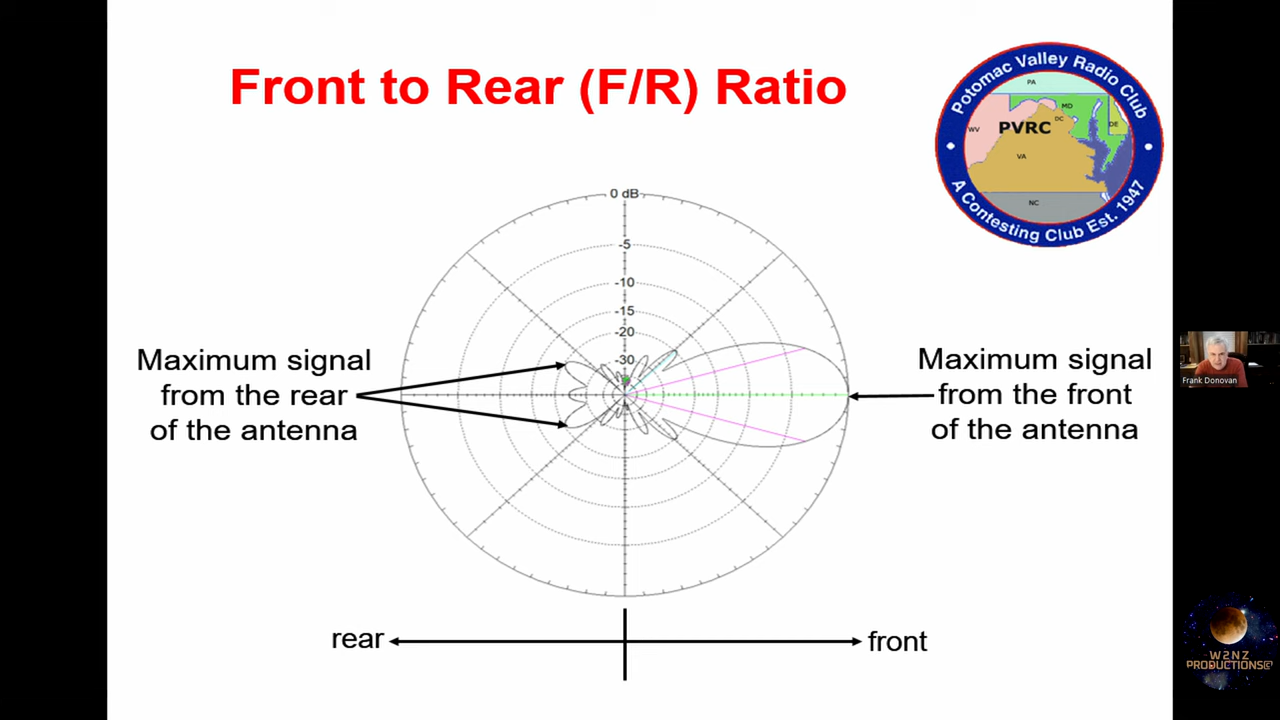 Front to Rear (F/R) Ratio
Potomac Valley Radio Club
PA
MD
DC
DE
WV
PVRC
VA
NC
A Contesting Club Est. 1947
0 dB
-5
-10
-15
-20
-30
Maximum signal
from the rear
of the antenna
Maximum signal
from the front
of the antenna
Frank Donovan
rear
front
W2NZ
PRODUCTIONS©